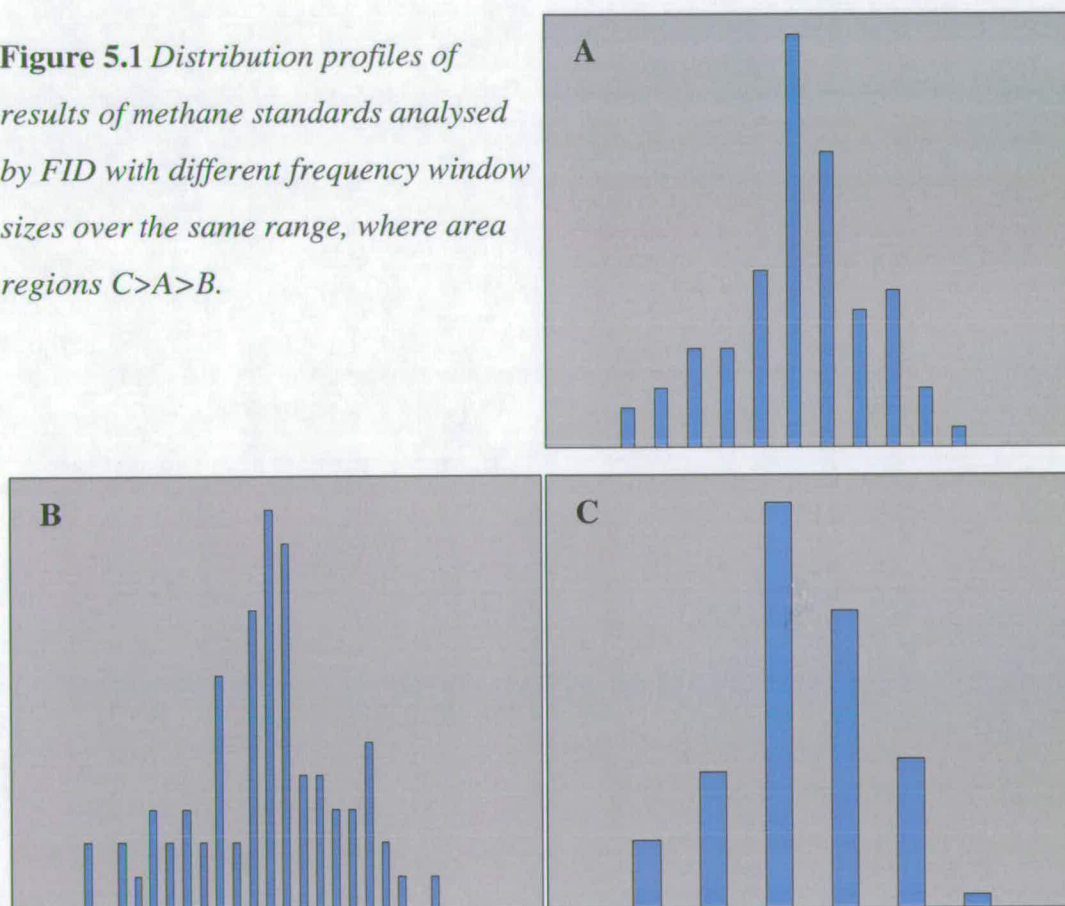 Figure 5.1 Distribution profiles of
results of methane standards analysed
by FID with different frequency window
sizes over the same range, where area
regions C>A>B.
A
B
C